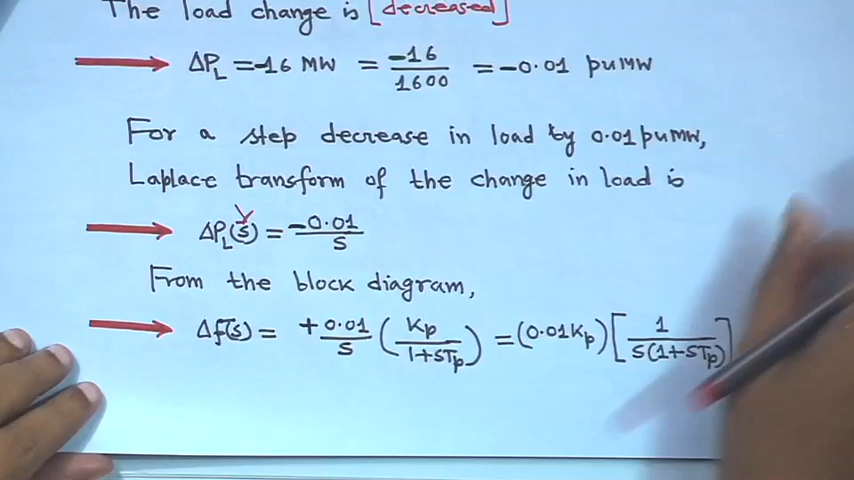 The load change is [decreased]
ΔP_L = -16 MW = -16/1600 = -0.01 puMW
For a step decrease in load by 0.01 puMW,
Laplace transform of the change in load is
ΔP_L(s) = -0.01/s
From the block diagram,
Δf(s) = +0.01/s (Kp/(1+sTp)) = (0.01Kp) [1/(s(1+sTp))]